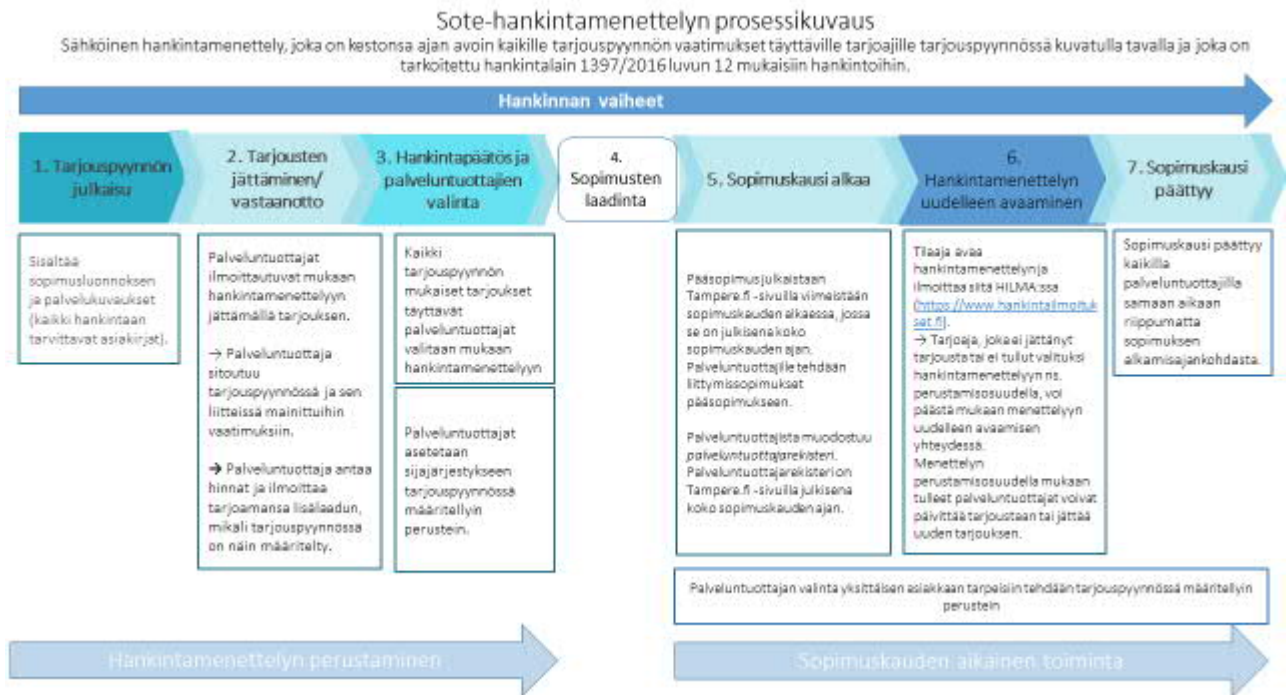 Sote-hankintamenettelyn prosessikuvaus
Sähköinen hankintamenettely, joka on kestonsa ajan avoin kaikille tarjouspyynnön vaatimukset täyttäville tarjoajille tarjouspyynnössä kuvatulla tavalla ja joka on
tarkoitettu hankintalain 1397/2016 luvun 12 mukaisiin hankintoihin.
Hankinnan vaiheet
1. Tarjouspyynnön
julkaisu
2. Tarjousten
jättäminen/
vastaanotto
3. Hankintapäätös ja
palveluntuottajien
valinta
4.
Sopimusten
laadinta
5. Sopimuskausi alkaa
6.
Hankintamenettelyn
uudelleen avaaminen
7. Sopimuskausi
päättyy
Sisältää
sopimusluonnoksen
ja palvelukuvaukset
(kaikki hankintaan
tarvittavat asiakirjat).
Palveluntuottajat
ilmoittautuvat mukaan
hankintamenettelyyn
jättämällä tarjouksen.
→ Palveluntuottaja
sitoutuu
tarjouspyynnössä ja sen
liitteissä mainittuihin
vaatimuksiin.
→ Palveluntuottaja antaa
hinnat ja ilmoittaa
tarjoamansa lisälaadun,
mikäli tarjouspyynnössä
on näin määritelty.
Kaikki
tarjouspyynnön
mukaiset tarjoukset
täyttävät
palveluntuottajat
valitaan mukaan
hankintamenettelyyn
Palveluntuottajat
asetetaan
sijajärjestykseen
tarjouspyynnössä
määritellyin
perustein.
Pääsopimus julkaistaan
Tampere.fi -sivuilla viimeistään
sopimuskauden alkaessa, jossa
se on julkisena koko
sopimuskauden ajan.
Palveluntuottajille tehdään
liittymissopimukset
pääsopimukseen.
Palveluntuottajista muodostuu
palveluntuottajarekisteri.
Palveluntuottajarekisteri on
Tampere.fi -sivuilla julkisena
koko sopimuskauden ajan.
Tilaaja avaa
hankintamenettelyn ja
ilmoittaa siitä HILMA:ssa
(https://www.hankintailmoituk
set.fi).
→ Tarjoaja, joka ei jättänyt
tarjousta tai ei tullut valituksi
hankintamenettelyyn ns.
perustamisosuudella, voi
päästä mukaan menettelyyn
uudelleen avaamisen
yhteydessä.
Menettelyn
perustamisosuudella mukaan
tulleet palveluntuottajat voivat
päivittää tarjoustaan tai jättää
uuden tarjouksen.
Sopimuskausi päättyy
kaikilla
palveluntuottajilla
samaan aikaan
riippumatta
sopimuksen
alkamisajankohdasta.
Palveluntuottajan valinta yksittäisen asiakkaan tarpeisiin tehdään tarjouspyynnössä määritellyin
perustein
Hankintamenettelyn perustaminen
Sopimuskauden aikainen toiminta